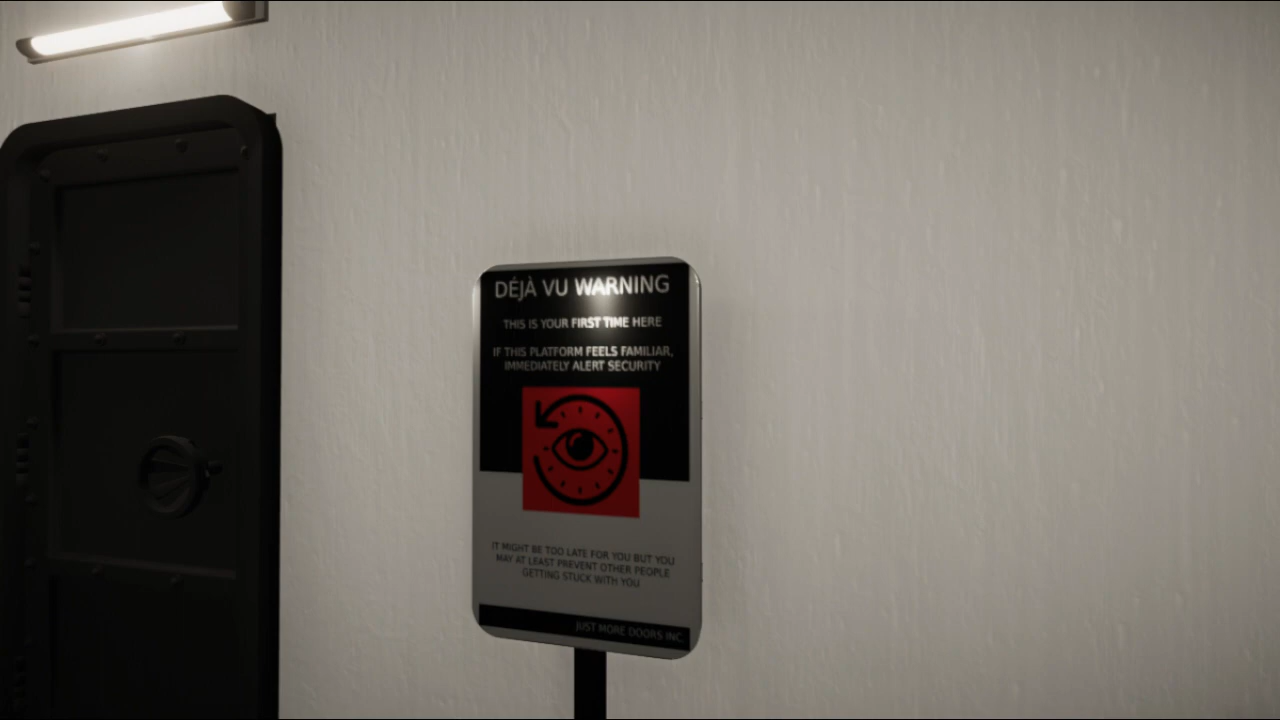 DÉJÀ VU WARNING
THIS IS YOUR FIRST TIME HERE
IF THIS PLATFORM FEELS FAMILIAR,
IMMEDIATELY ALERT SECURITY
IT MIGHT BE TOO LATE FOR YOU BUT YOU
MAY AT LEAST PREVENT OTHER PEOPLE
GETTING STUCK WITH YOU
JUST MORE DOORS INC